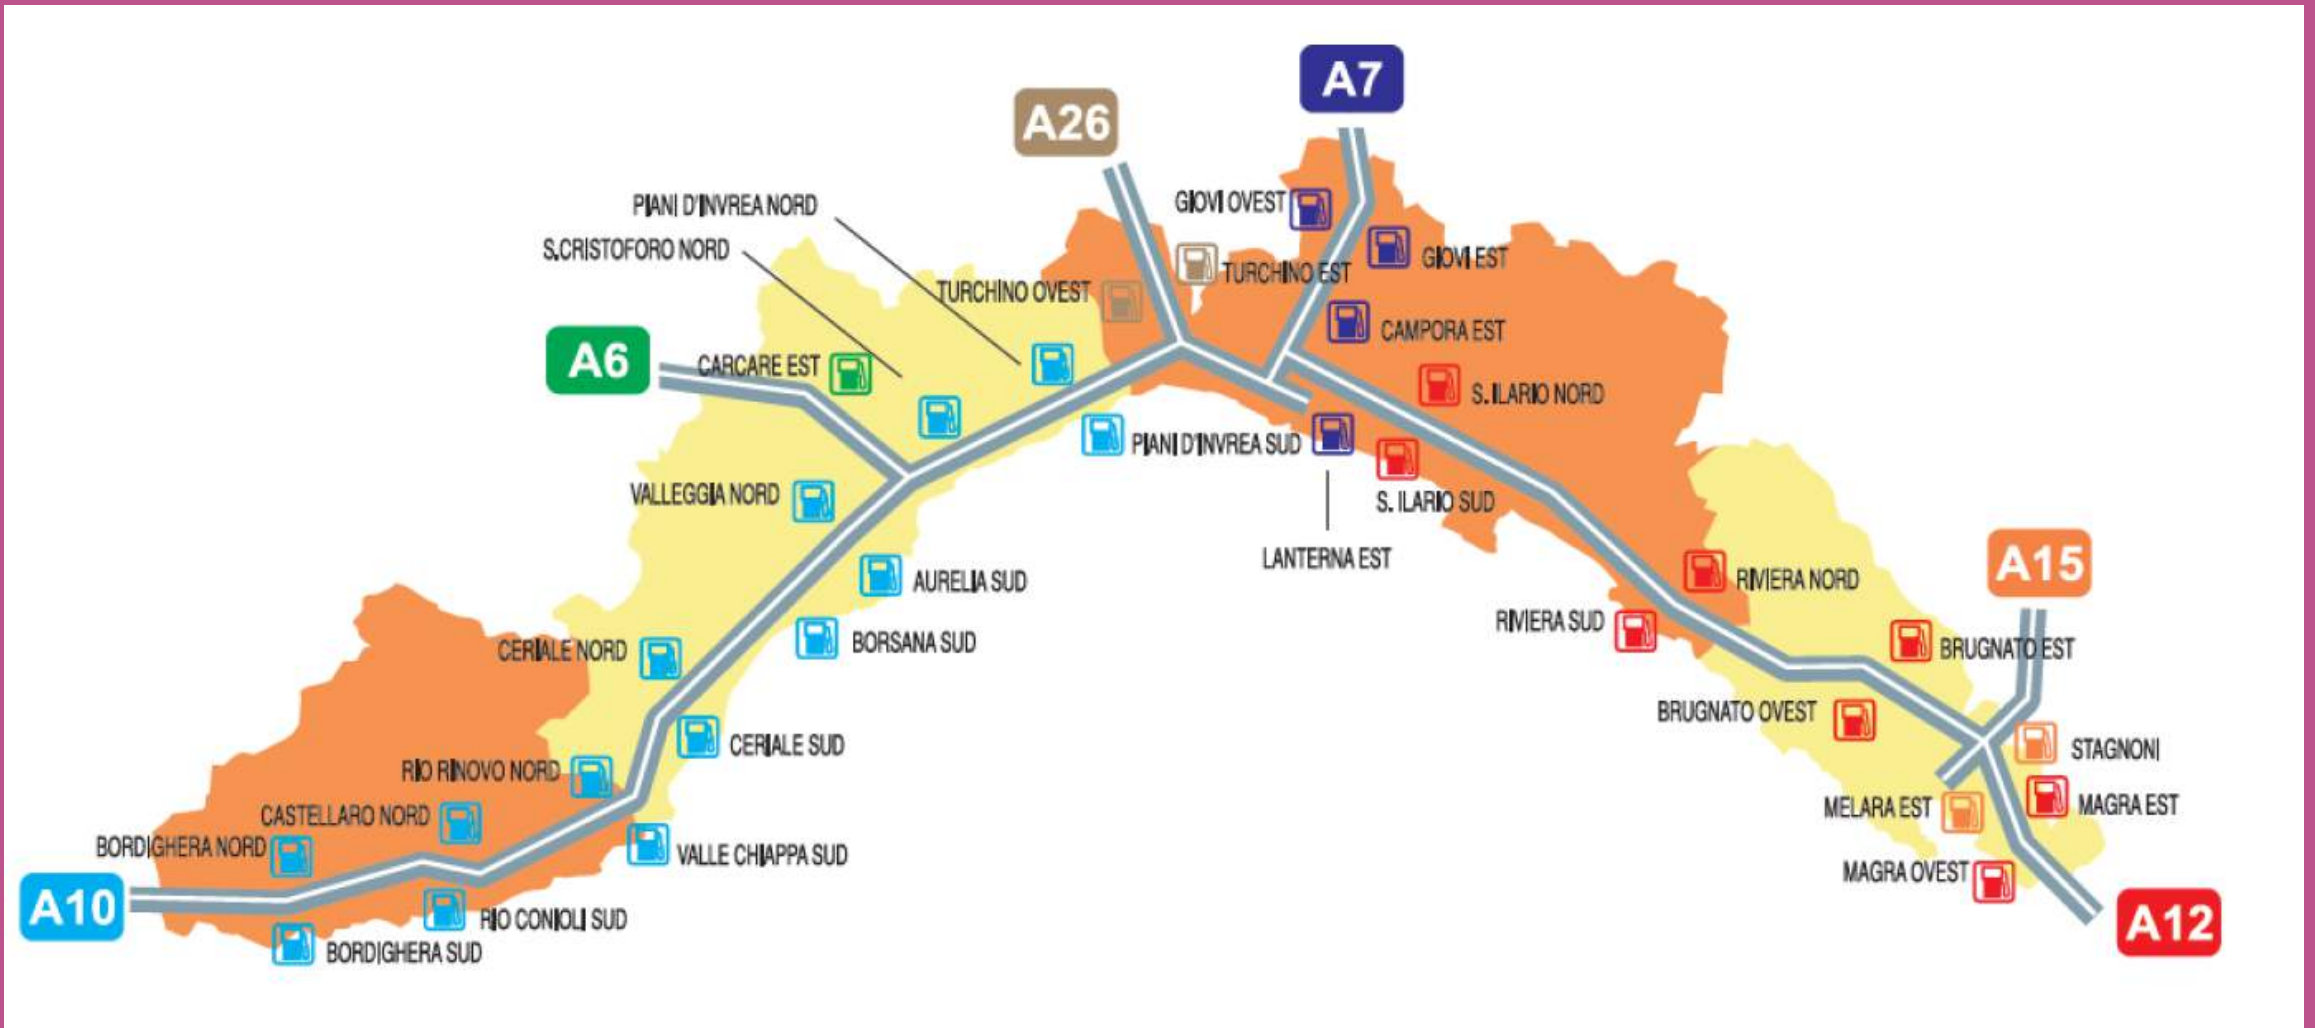 A7
A26
PIANI D'INVREA NORD
GIOVI OVEST
S.CRISTOFORO NORD
GIOVI EST
TURCHINO EST
TURCHINO OVEST
CAMPORA EST
A6
CARCARE EST
S. ILARIO NORD
PIANI D'INVREA SUD
VALLEGGIA NORD
S. ILARIO SUD
LANTERNA EST
A15
AURELIA SUD
RIVIERA NORD
RIVIERA SUD
BORSANA SUD
CERIALE NORD
BRUGNATO EST
BRUGNATO OVEST
CERIALE SUD
STAGNONI
RIO RINOVO NORD
MELARA EST
MAGRA EST
CASTELLARO NORD
BORDIGHERA NORD
VALLE CHIAPPA SUD
MAGRA OVEST
A10
RIO CONIOLI SUD
A12
BORDIGHERA SUD